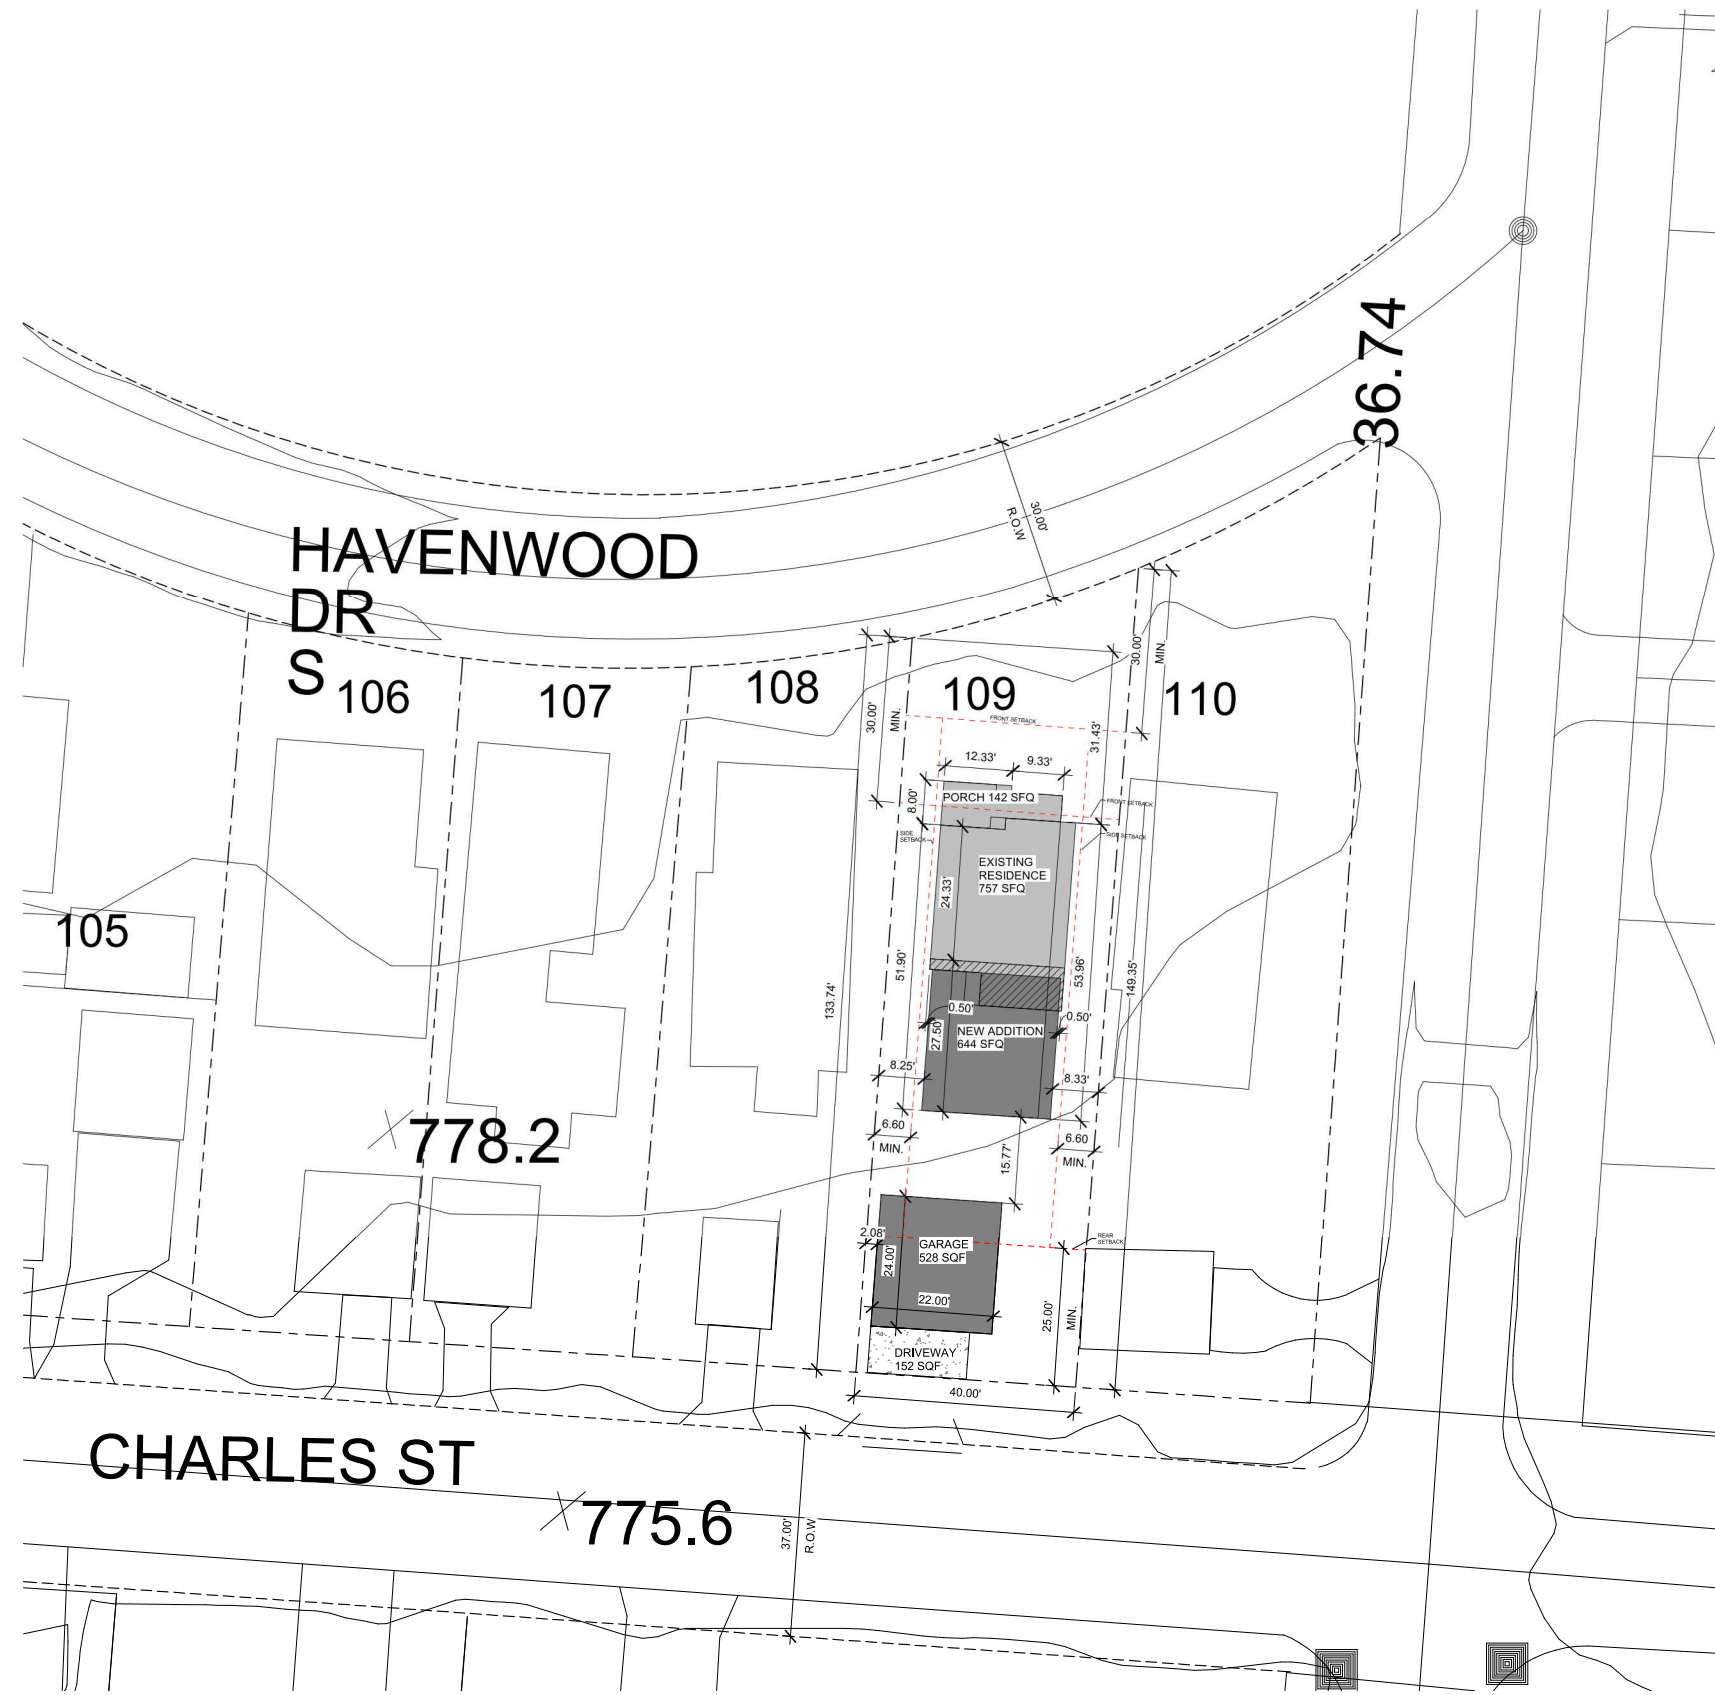 36.74
30.00'
R.O.W
HAVENWOOD
DR
S
106
107
108
109
110
105
30.00'
MIN.
30.00'
MIN.
FRONT SETBACK
31.43'
12.33'
9.33'
8.00'
PORCH 142 SFQ
FRONT SETBACK
SIDE
SETBACK
SIDE SETBACK
EXISTING
RESIDENCE
757 SFQ
24.33'
51.90'
53.96'
133.74'
149.35'
0.50'
0.50'
27.50'
NEW ADDITION
644 SFQ
8.25'
8.33'
6.60
MIN.
6.60
MIN.
15.77'
778.2
2.08'
24.00'
GARAGE
528 SQF
REAR
SETBACK
22.00'
25.00'
MIN.
DRIVEWAY
152 SQF
40.00'
CHARLES ST
775.6
37.00'
R.O.W